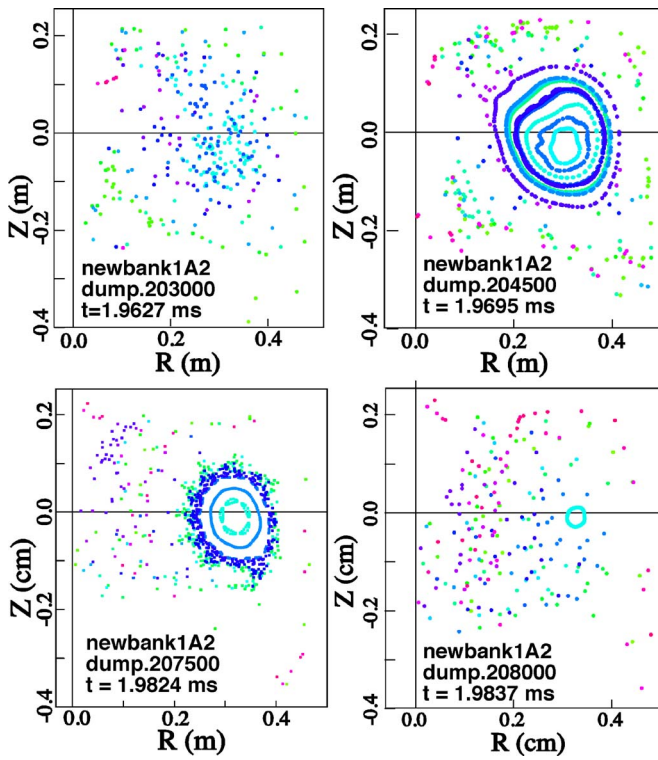 0.2
0.0
-0.2
-0.4
Z (m)
newbank1A2
dump.203000
t=1.9627 ms
0.0 0.2 0.4
R (m)
0.2
0.0
-0.2
-0.4
Z (m)
newbank1A2
dump.204500
t = 1.9695 ms
0.0 0.2 0.4
R (m)
0.2
0.0
-0.2
-0.4
Z (cm)
newbank1A2
dump.207500
t = 1.9824 ms
0.0 0.2 0.4
R (m)
0.2
0.0
-0.2
-0.4
Z (cm)
newbank1A2
dump.208000
t = 1.9837 ms
0.0 0.2 0.4
R (cm)